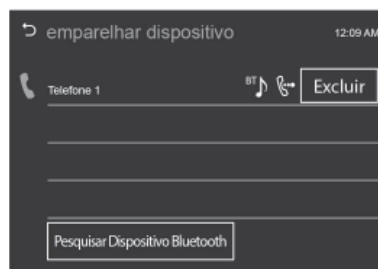 emparelhar dispositivo 12:09 AM
Telefone 1 BT Excluir
Pesquisar Dispositivo Bluetooth